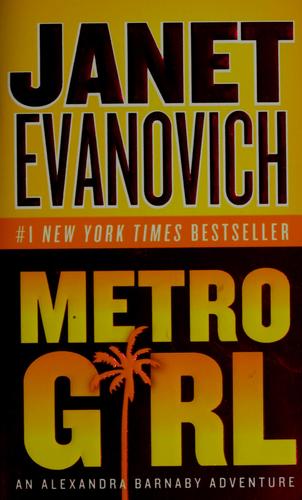 JANET
EVANOVICH
#1 NEW YORK TIMES BESTSELLER
METRO
GIRL
AN ALEXANDRA BARNABY ADVENTURE